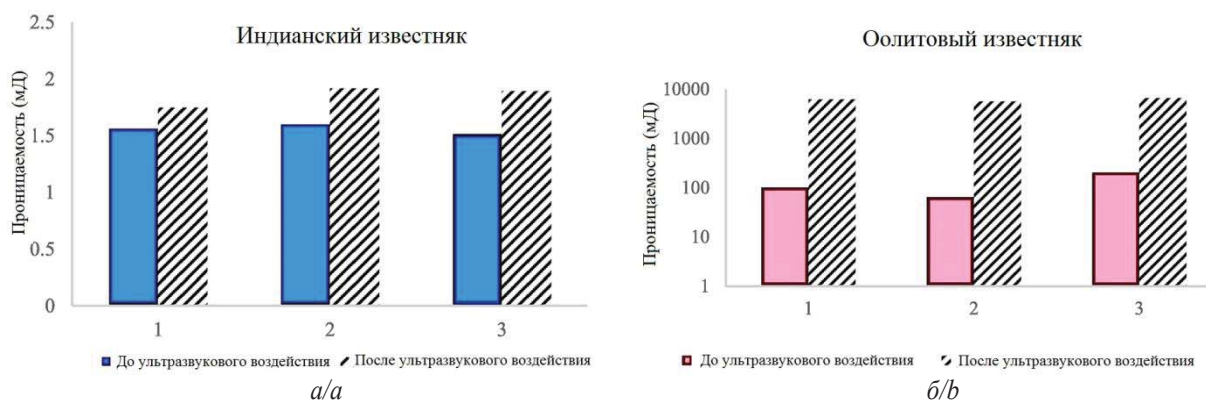 Индианский известняк
Проницаемость (мД)
2.5
2
1.5
1
0.5
0
1 2 3
До ультразвукового воздействия После ультразвукового воздействия
а/a
Оолитовый известняк
Проницаемость (мД)
10000
1000
100
10
1
1 2 3
До ультразвукового воздействия После ультразвукового воздействия
б/b